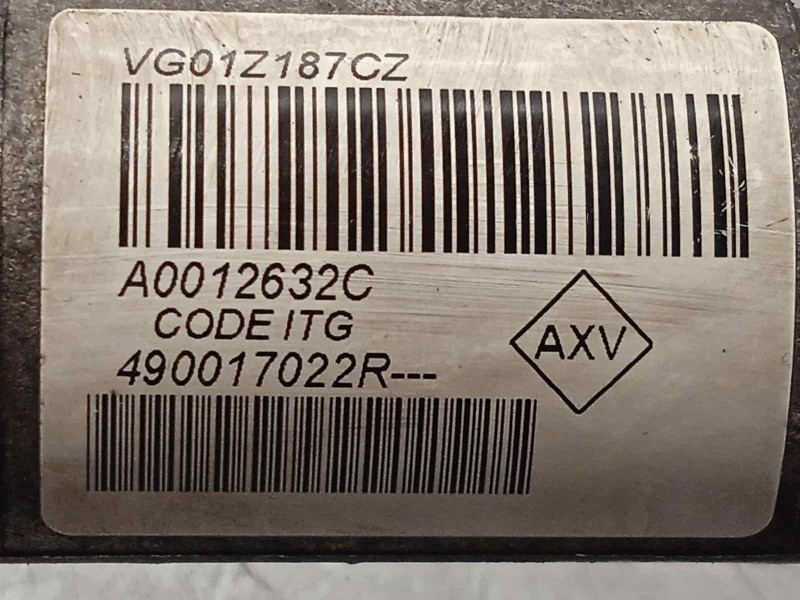 VG01Z187CZ
A0012632C
CODE ITG
490017022R---
AXV